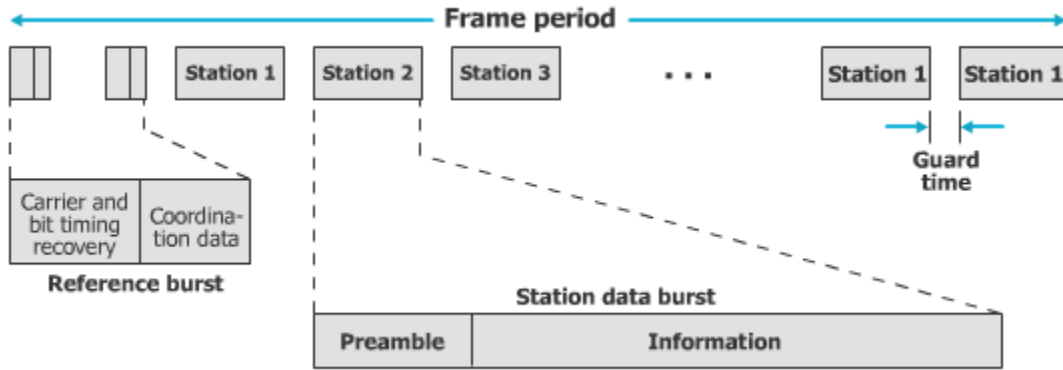 Frame period
Station 1
Station 2
Station 3
...
Station 1
Station 1
Guard
time
Carrier and
bit timing
recovery
Coordina-
tion data
Reference burst
Station data burst
Preamble
Information